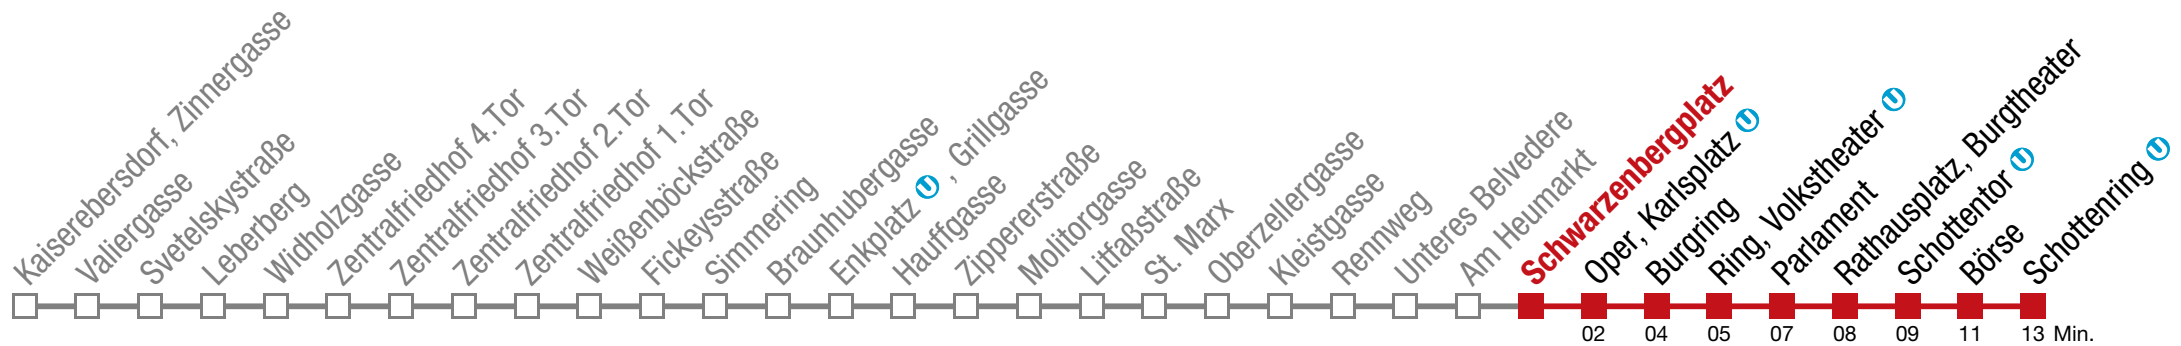 Kaiserebersdorf, Zinnergasse
Valiergasse
Svetelskystraße
Leberberg
Widholzgasse
Zentralfriedhof 4.Tor
Zentralfriedhof 3.Tor
Zentralfriedhof 2.Tor
Zentralfriedhof 1.Tor
Weißenböckstraße
Fickeysstraße
Simmering
Braunhubergasse
Enkplatz U, Grillgasse
Hauffgasse
Zippererstraße
Molitorgasse
Litfaßstraße
St. Marx
Oberzellergasse
Kleistgasse
Rennweg
Unteres Belvedere
Am Heumarkt
Schwarzenbergplatz
Oper, Karlsplatz U
Burgring
Ring, Volkstheater U
Parlament
Rathausplatz, Burgtheater
Schottentor U
Börse
Schottenring U
02 04 05 07 08 09 11 13 Min.